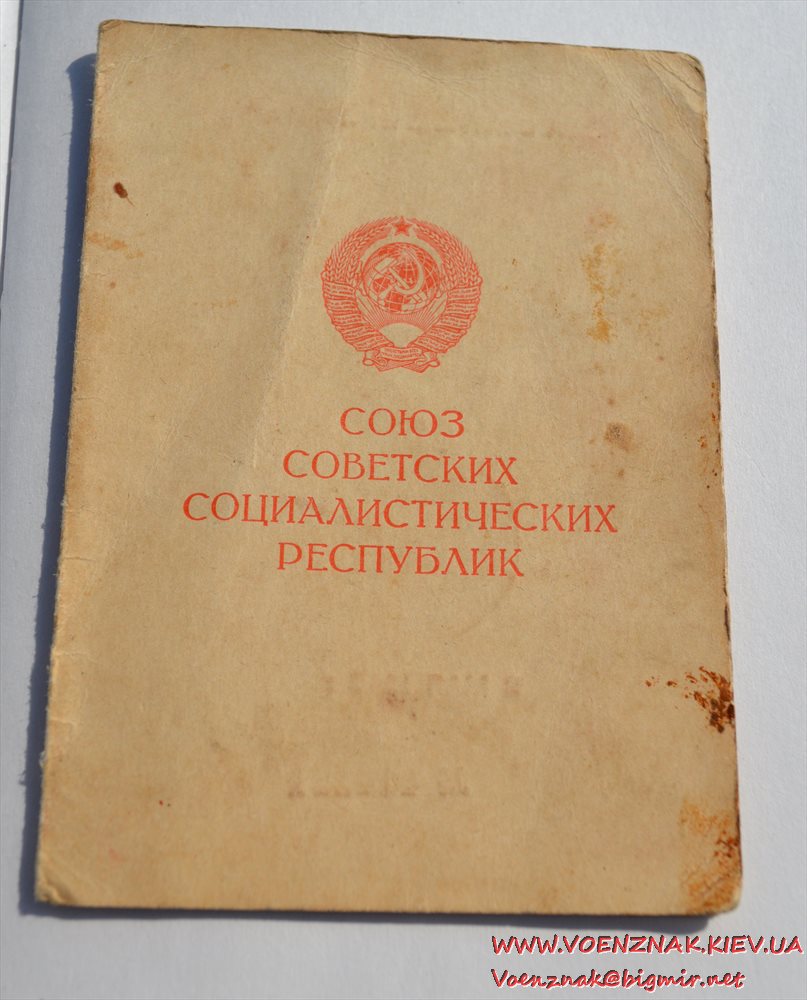 СОЮЗ
СОВЕТСКИХ
СОЦИАЛИСТИЧЕСКИХ
РЕСПУБЛИК
WWW.VOENZNAK.KIEV.UA
Voenznak@bigmir.net